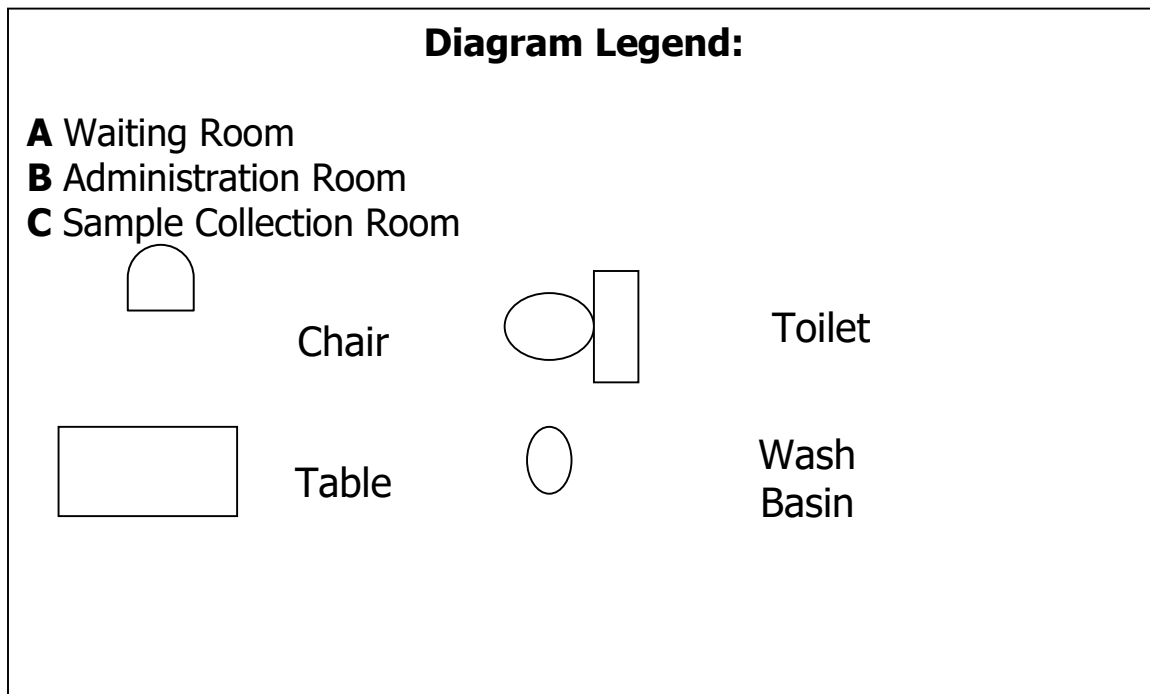 Diagram Legend:
A Waiting Room
B Administration Room
C Sample Collection Room
Chair
Toilet
Table
Wash
Basin